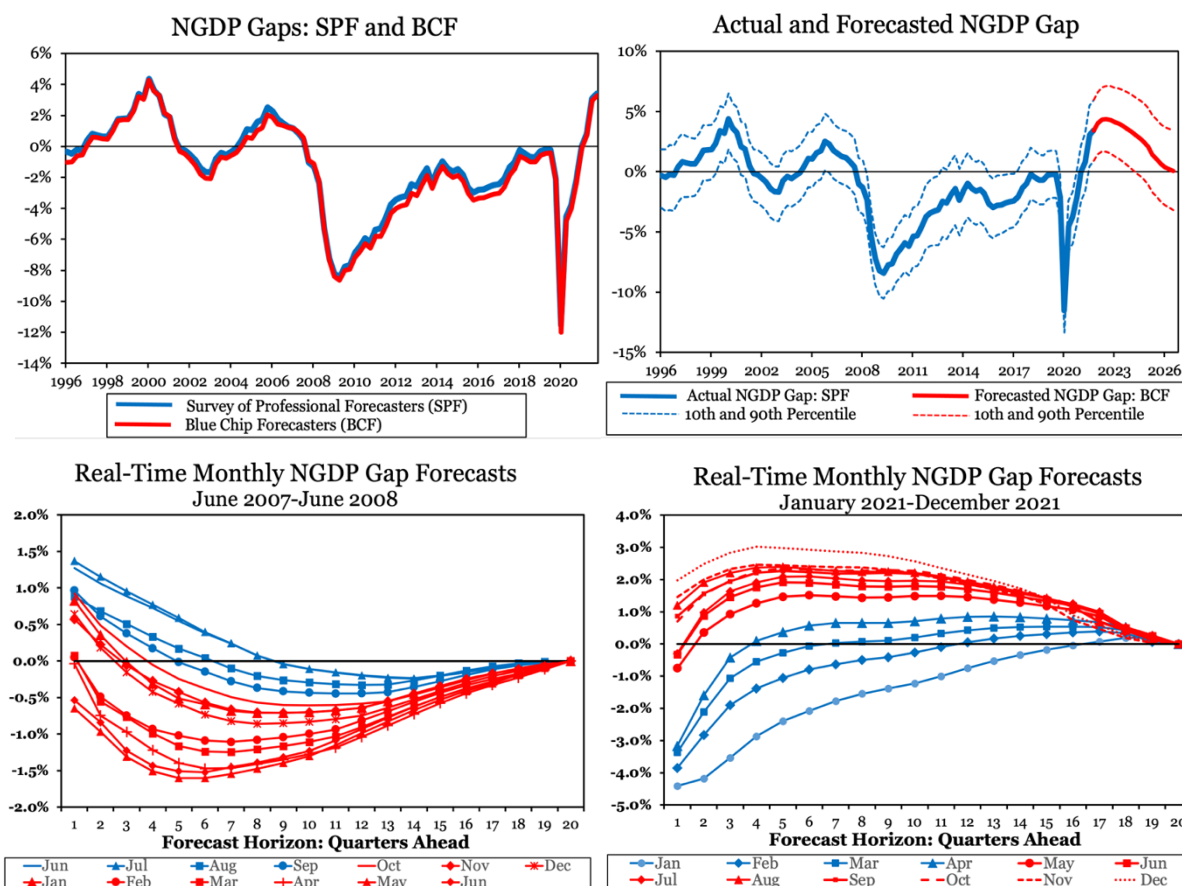 NGDP Gaps: SPF and BCF
6%
4%
2%
0%
-2%
-4%
-6%
-8%
-10%
-12%
-14%
1996 1998 2000 2002 2004 2006 2008 2010 2012 2014 2016 2018 2020
Survey of Professional Forecasters (SPF)
Blue Chip Forecasters (BCF)
Actual and Forecasted NGDP Gap
10%
5%
0%
-5%
-10%
-15%
1996 1999 2002 2005 2008 2011 2014 2017 2020 2023 2026
Actual NGDP Gap: SPF Forecasted NGDP Gap: BCF
10th and 90th Percentile 10th and 90th Percentile
Real-Time Monthly NGDP Gap Forecasts
June 2007-June 2008
2.0%
1.5%
1.0%
0.5%
0.0%
-0.5%
-1.0%
-1.5%
-2.0%
1 2 3 4 5 6 7 8 9 10 11 12 13 14 15 16 17 18 19 20
Forecast Horizon: Quarters Ahead
Jun Jul Aug Sep Oct Nov Dec
Jan Feb Mar Apr May Jun
Real-Time Monthly NGDP Gap Forecasts
January 2021-December 2021
4.0%
3.0%
2.0%
1.0%
0.0%
-1.0%
-2.0%
-3.0%
-4.0%
-5.0%
1 2 3 4 5 6 7 8 9 10 11 12 13 14 15 16 17 18 19 20
Forecast Horizon: Quarters Ahead
Jan Feb Mar Apr May Jun
Jul Aug Sep Oct Nov Dec